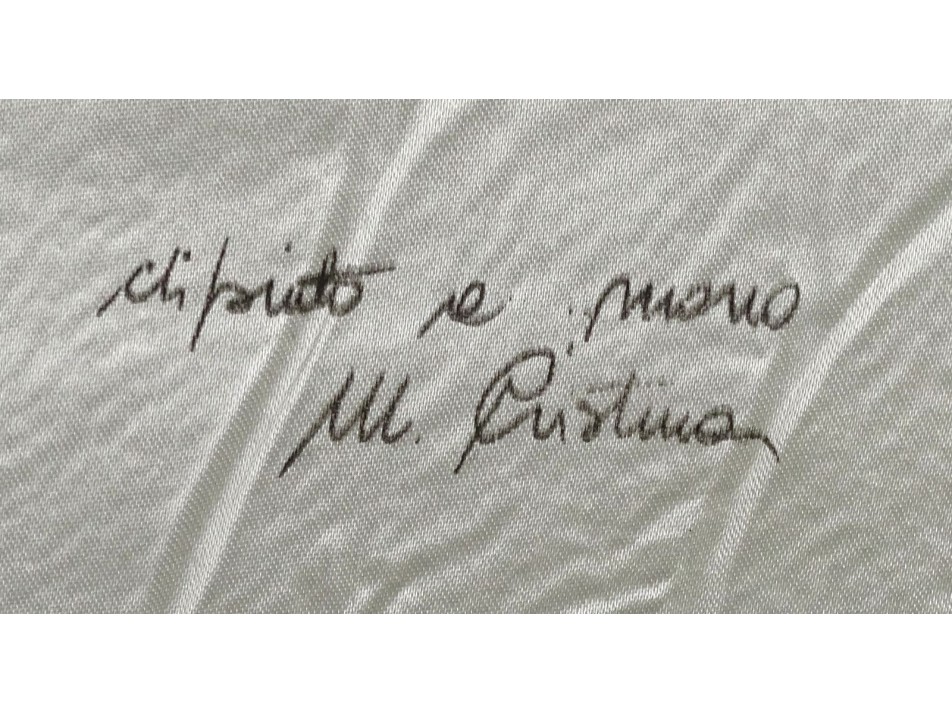 dipinto a mano
M. Cristina